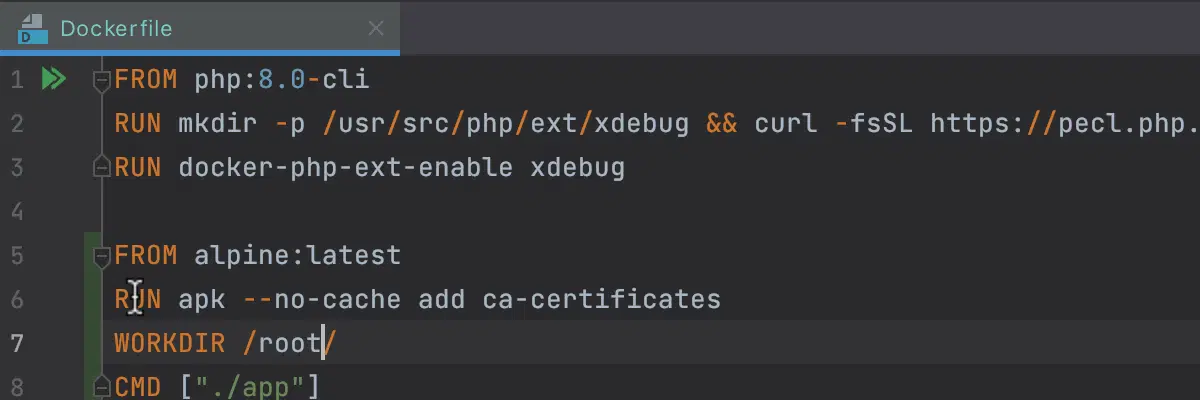 Dockerfile
1 FROM php:8.0-cli
2 RUN mkdir -p /usr/src/php/ext/xdebug && curl -fsSL https://pecl.php.
3 RUN docker-php-ext-enable xdebug
4
5 FROM alpine:latest
6 RUN apk --no-cache add ca-certificates
7 WORKDIR /root/
8 CMD ["./app"]